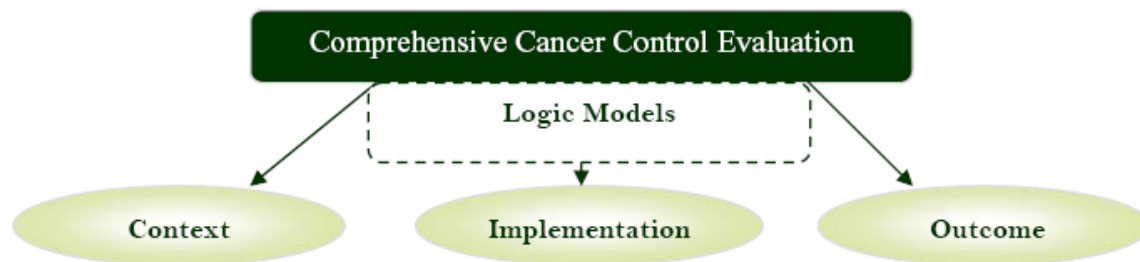 Comprehensive Cancer Control Evaluation
Logic Models
Context
Implementation
Outcome